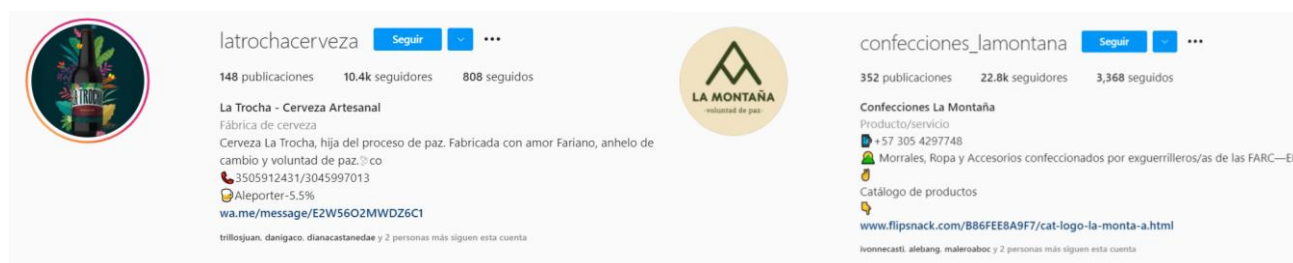 latrochacerveza Seguir
148 publicaciones 10.4k seguidores 808 seguidos
La Trocha - Cerveza Artesanal
Fábrica de cerveza
Cerveza La Trocha, hija del proceso de paz. Fabricada con amor Fariano, anhelo de
cambio y voluntad de paz. co
3505912431/3045997013
Aleporter-5.5%
wa.me/message/E2W56O2MWDZ6C1
trillosjuan, danigaco, dianacastanedae y 2 personas más siguen esta cuenta
A TROCH
LA MONTAÑA
-voluntad de paz-
confecciones_lamontana Seguir
352 publicaciones 22.8k seguidores 3,368 seguidos
Confecciones La Montaña
Producto/servicio
+57 305 4297748
Morrales, Ropa y Accesorios confeccionados por exguerrilleros/as de las FARC—E
Catálogo de productos
www.flipsnack.com/B86FEE8A9F7/cat-logo-la-monta-a.html
ivonnecasti, alebang, maleroaboc y 2 personas más siguen esta cuenta